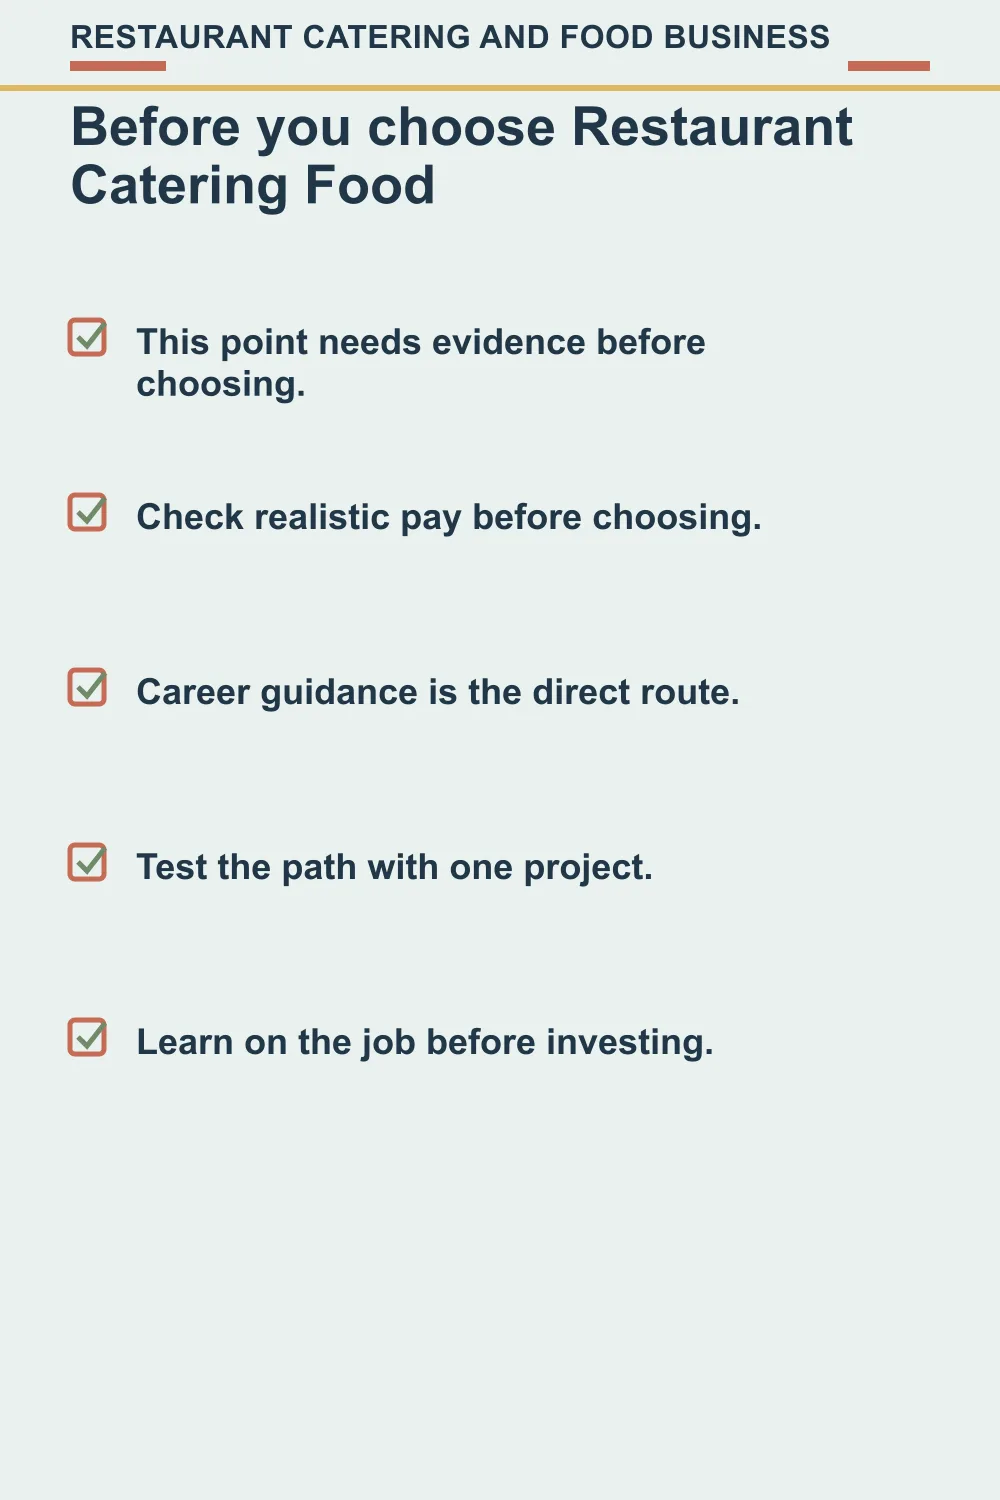 RESTAURANT CATERING AND FOOD BUSINESS
Before you choose Restaurant
Catering Food
This point needs evidence before
choosing.
Check realistic pay before choosing.
Career guidance is the direct route.
Test the path with one project.
Learn on the job before investing.